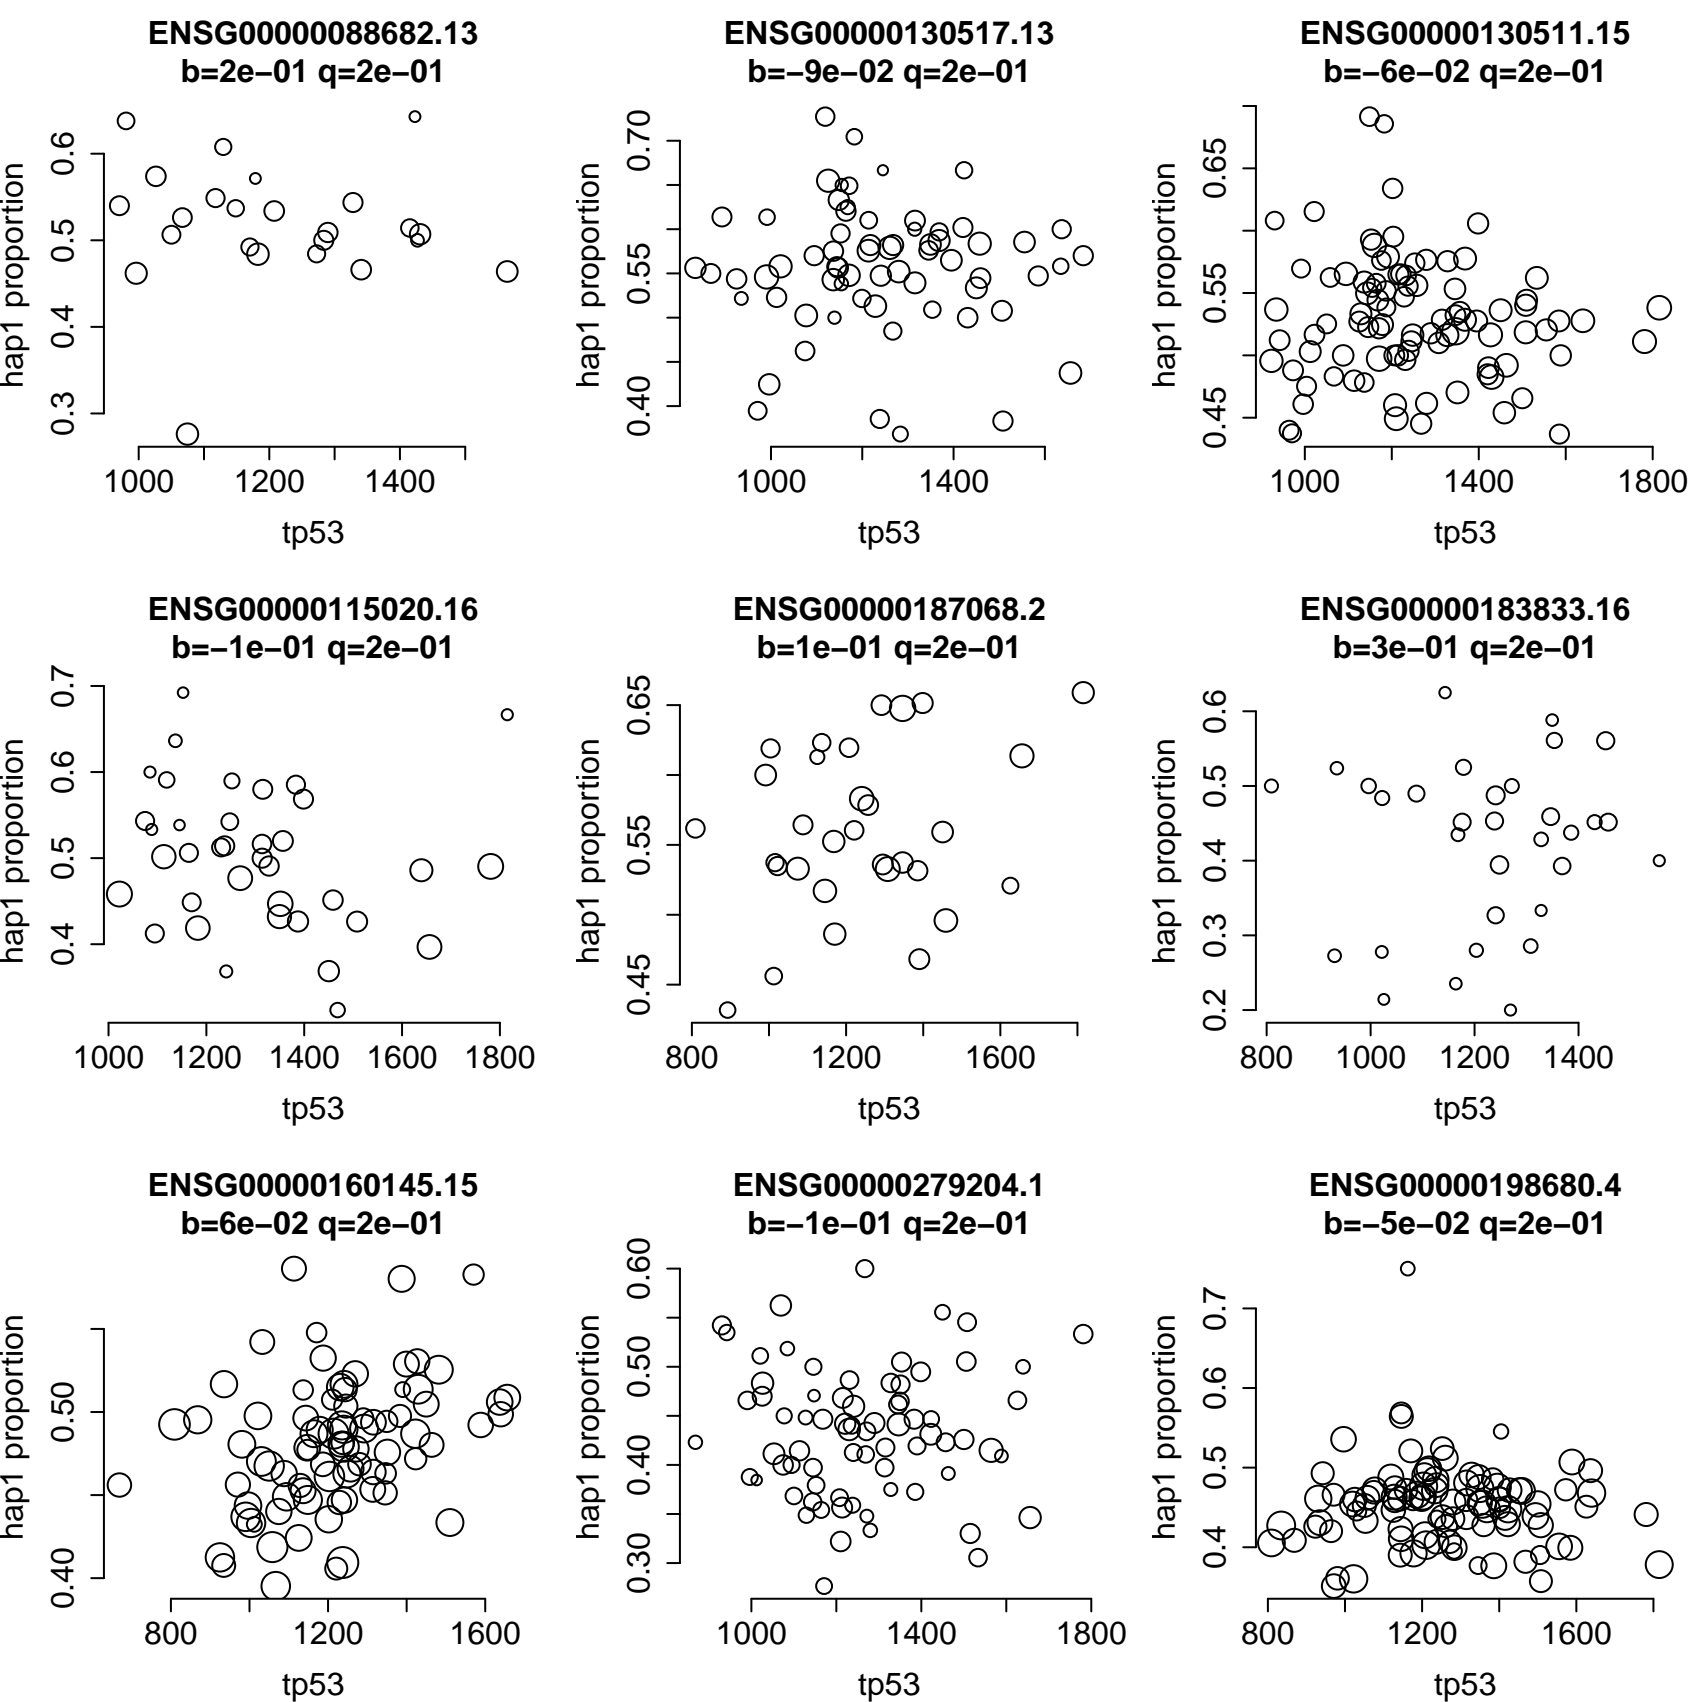 ENSG00000088682.13
b=2e−01 q=2e−01
hap1 proportion
0.6
0.5
0.4
0.3
1000 1200 1400
tp53
ENSG00000130517.13
b=−9e−02 q=2e−01
hap1 proportion
0.70
0.55
0.40
1000 1400
tp53
ENSG00000130511.15
b=−6e−02 q=2e−01
hap1 proportion
0.65
0.55
0.45
1000 1400 1800
tp53
ENSG00000115020.16
b=−1e−01 q=2e−01
hap1 proportion
0.7
0.6
0.5
0.4
1000 1200 1400 1600 1800
tp53
ENSG00000187068.2
b=1e−01 q=2e−01
hap1 proportion
0.65
0.55
0.45
800 1200 1600
tp53
ENSG00000183833.16
b=3e−01 q=2e−01
hap1 proportion
0.6
0.5
0.4
0.3
0.2
800 1000 1200 1400
tp53
ENSG00000160145.15
b=6e−02 q=2e−01
hap1 proportion
0.50
0.40
800 1200 1600
tp53
ENSG00000279204.1
b=−1e−01 q=2e−01
hap1 proportion
0.60
0.50
0.40
0.30
1000 1400 1800
tp53
ENSG00000198680.4
b=−5e−02 q=2e−01
hap1 proportion
0.7
0.6
0.5
0.4
800 1200 1600
tp53